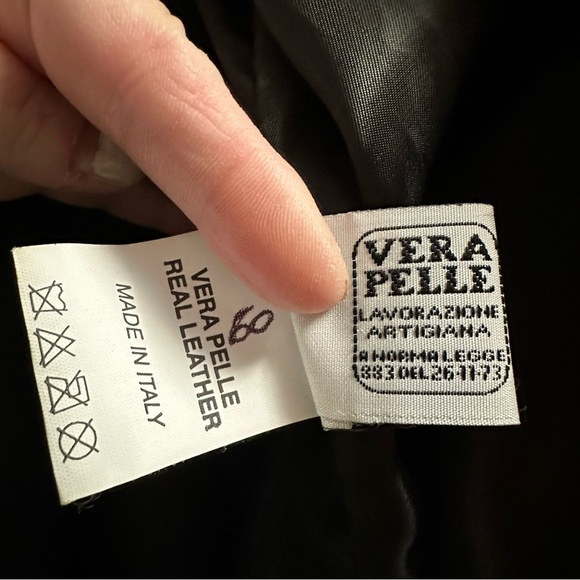 VERA
PELLE
LAVORAZIONE
ARTIGIANA
A NORMA LEGGE
883 DEL 26-11-73
60
VERA PELLE
REAL LEATHER
MADE IN ITALY